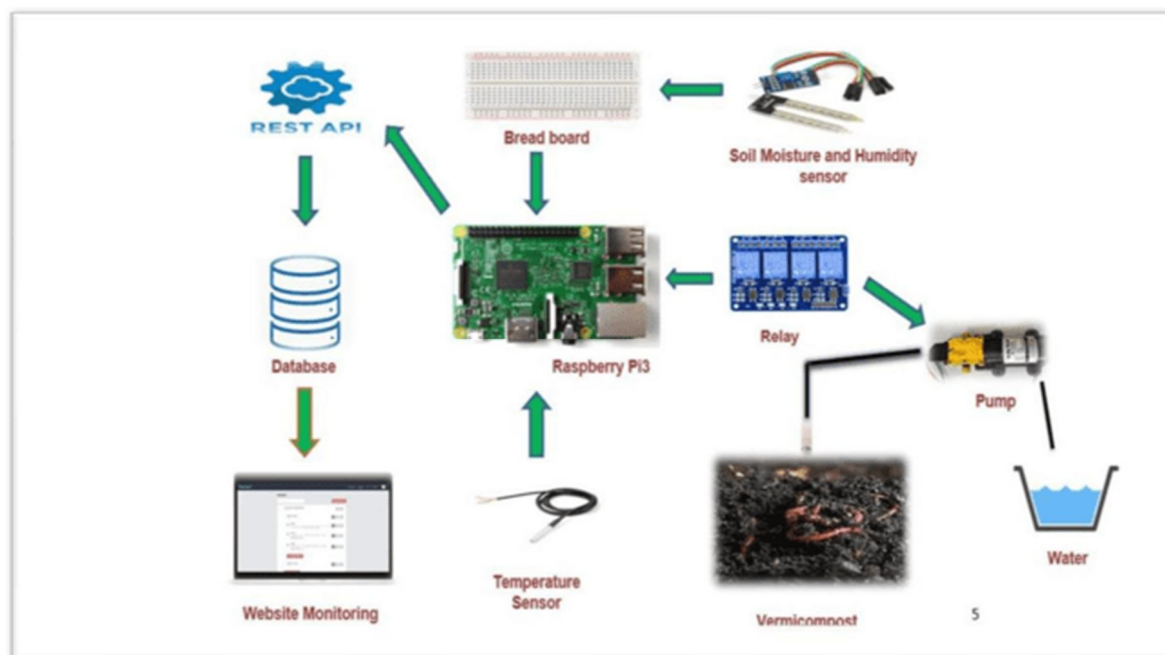 REST API
Bread board
Soil Moisture and Humidity
sensor
Database
Raspberry Pi3
Relay
Pump
Website Monitoring
Temperature
Sensor
Vermicompost
Water
5